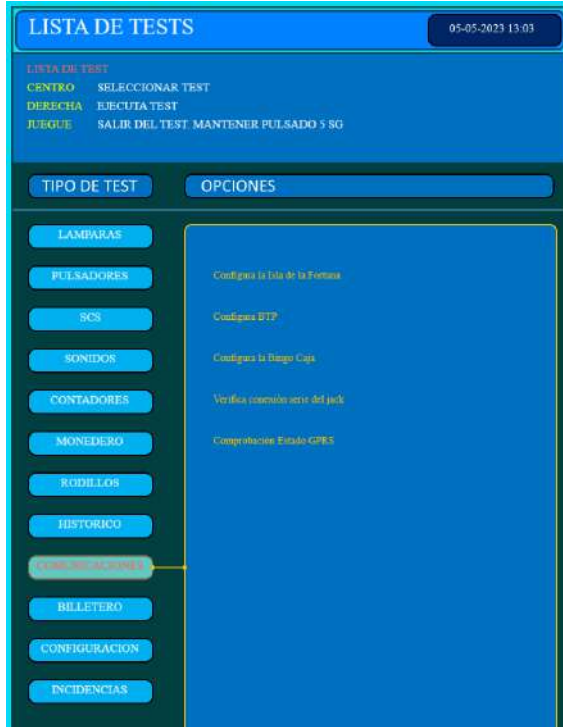 LISTA DE TESTS
05-05-2023 13:03
LISTA DE TEST
CENTRO SELECCIONAR TEST
DERECHA EJECUTA TEST
JUEGUE SALIR DEL TEST. MANTENER PULSADO 5 SG
TIPO DE TEST
OPCIONES
LAMPARAS
PULSADORES
SCS
SONIDOS
CONTADORES
MONEDERO
RODILLOS
HISTORICO
COMUNICACIONES
BILLETERO
CONFIGURACION
INCIDENCIAS
Configura la Isla de la Fortuna
Configura BTP
Configura la Bingo Caja
Verifica conexión serie del jack
Comprobación Estado GPRS